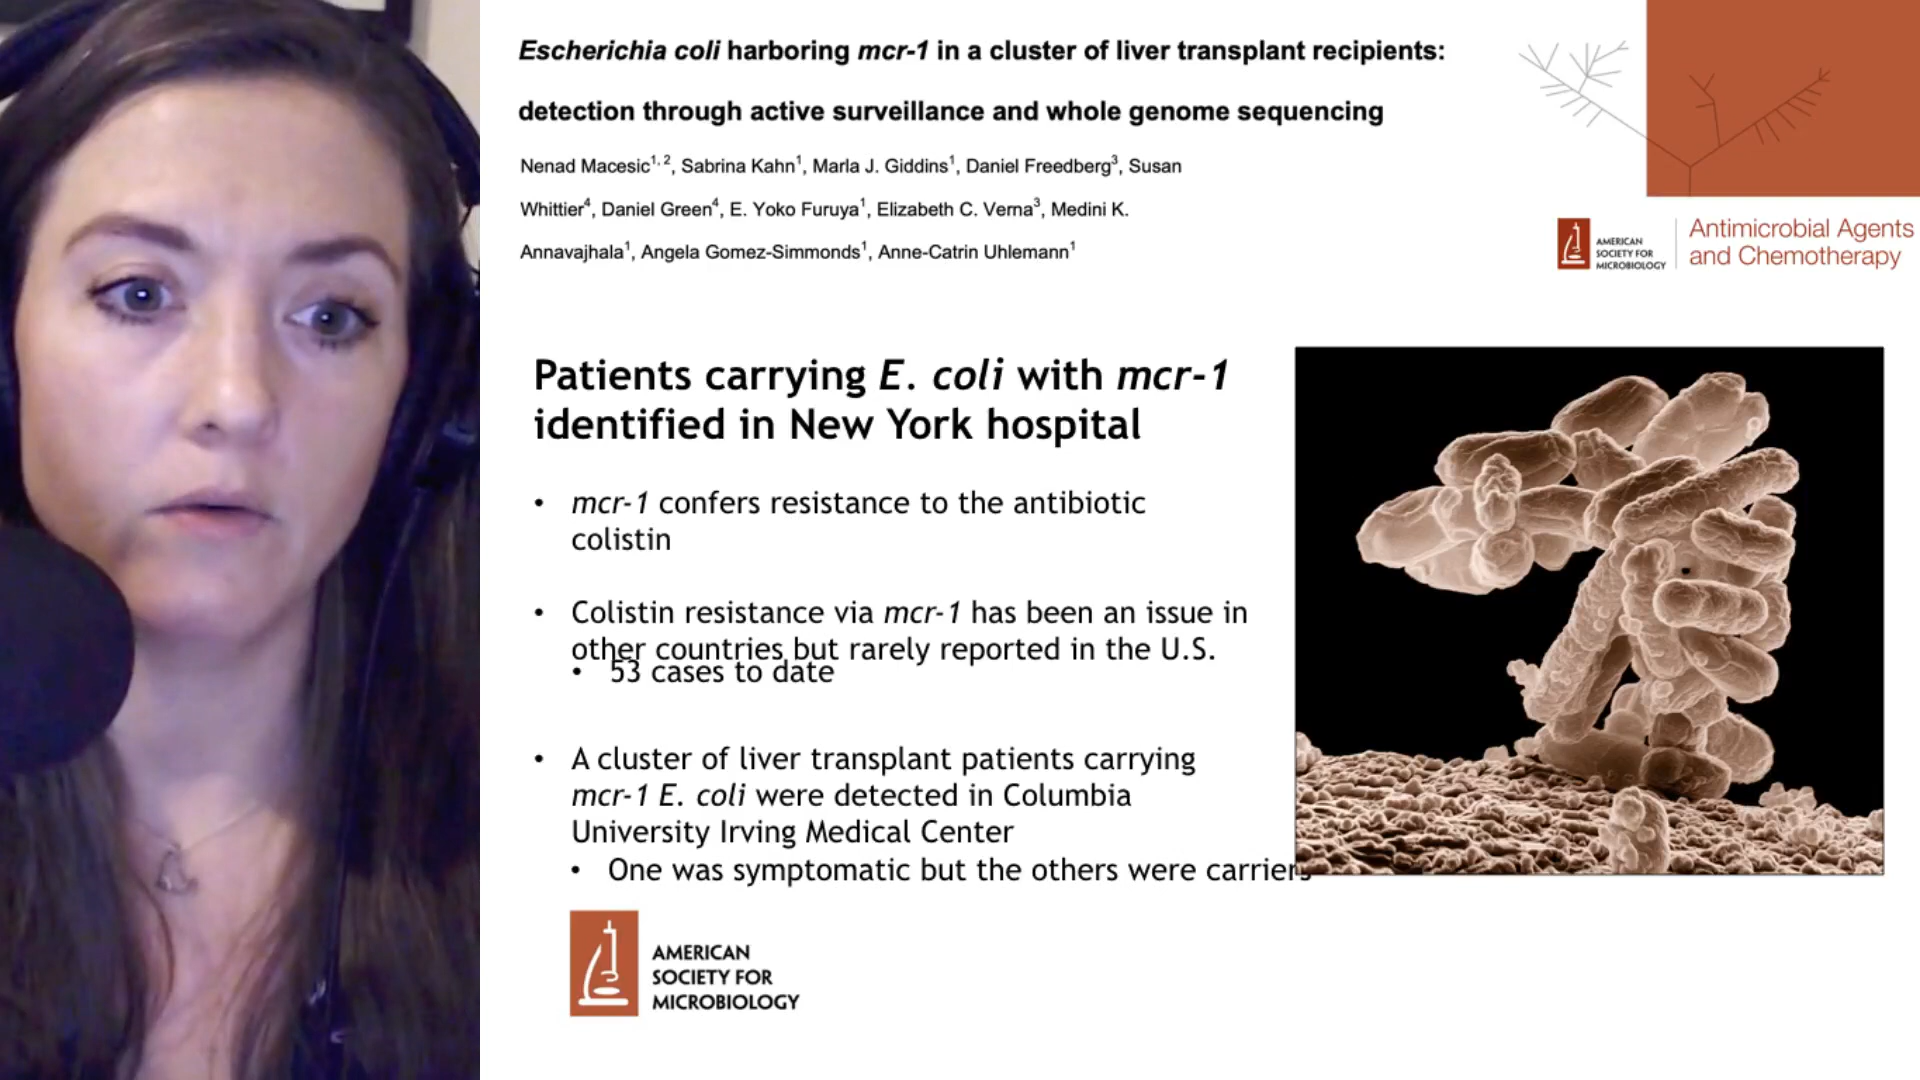 Escherichia coli harboring mcr-1 in a cluster of liver transplant recipients:
detection through active surveillance and whole genome sequencing
Nenad Macesic1, 2, Sabrina Kahn1, Marla J. Giddins1, Daniel Freedberg3, Susan
Whittier4, Daniel Green4, E. Yoko Furuya1, Elizabeth C. Verna3, Medini K.
Annavajhala1, Angela Gomez-Simmonds1, Anne-Catrin Uhlemann1
AMERICAN
SOCIETY FOR
MICROBIOLOGY
Antimicrobial Agents
and Chemotherapy
Patients carrying E. coli with mcr-1
identified in New York hospital
• mcr-1 confers resistance to the antibiotic
colistin
• Colistin resistance via mcr-1 has been an issue in
other countries but rarely reported in the U.S.
• 53 cases to date
• A cluster of liver transplant patients carrying
mcr-1 E. coli were detected in Columbia
University Irving Medical Center
• One was symptomatic but the others were carriers
AMERICAN
SOCIETY FOR
MICROBIOLOGY